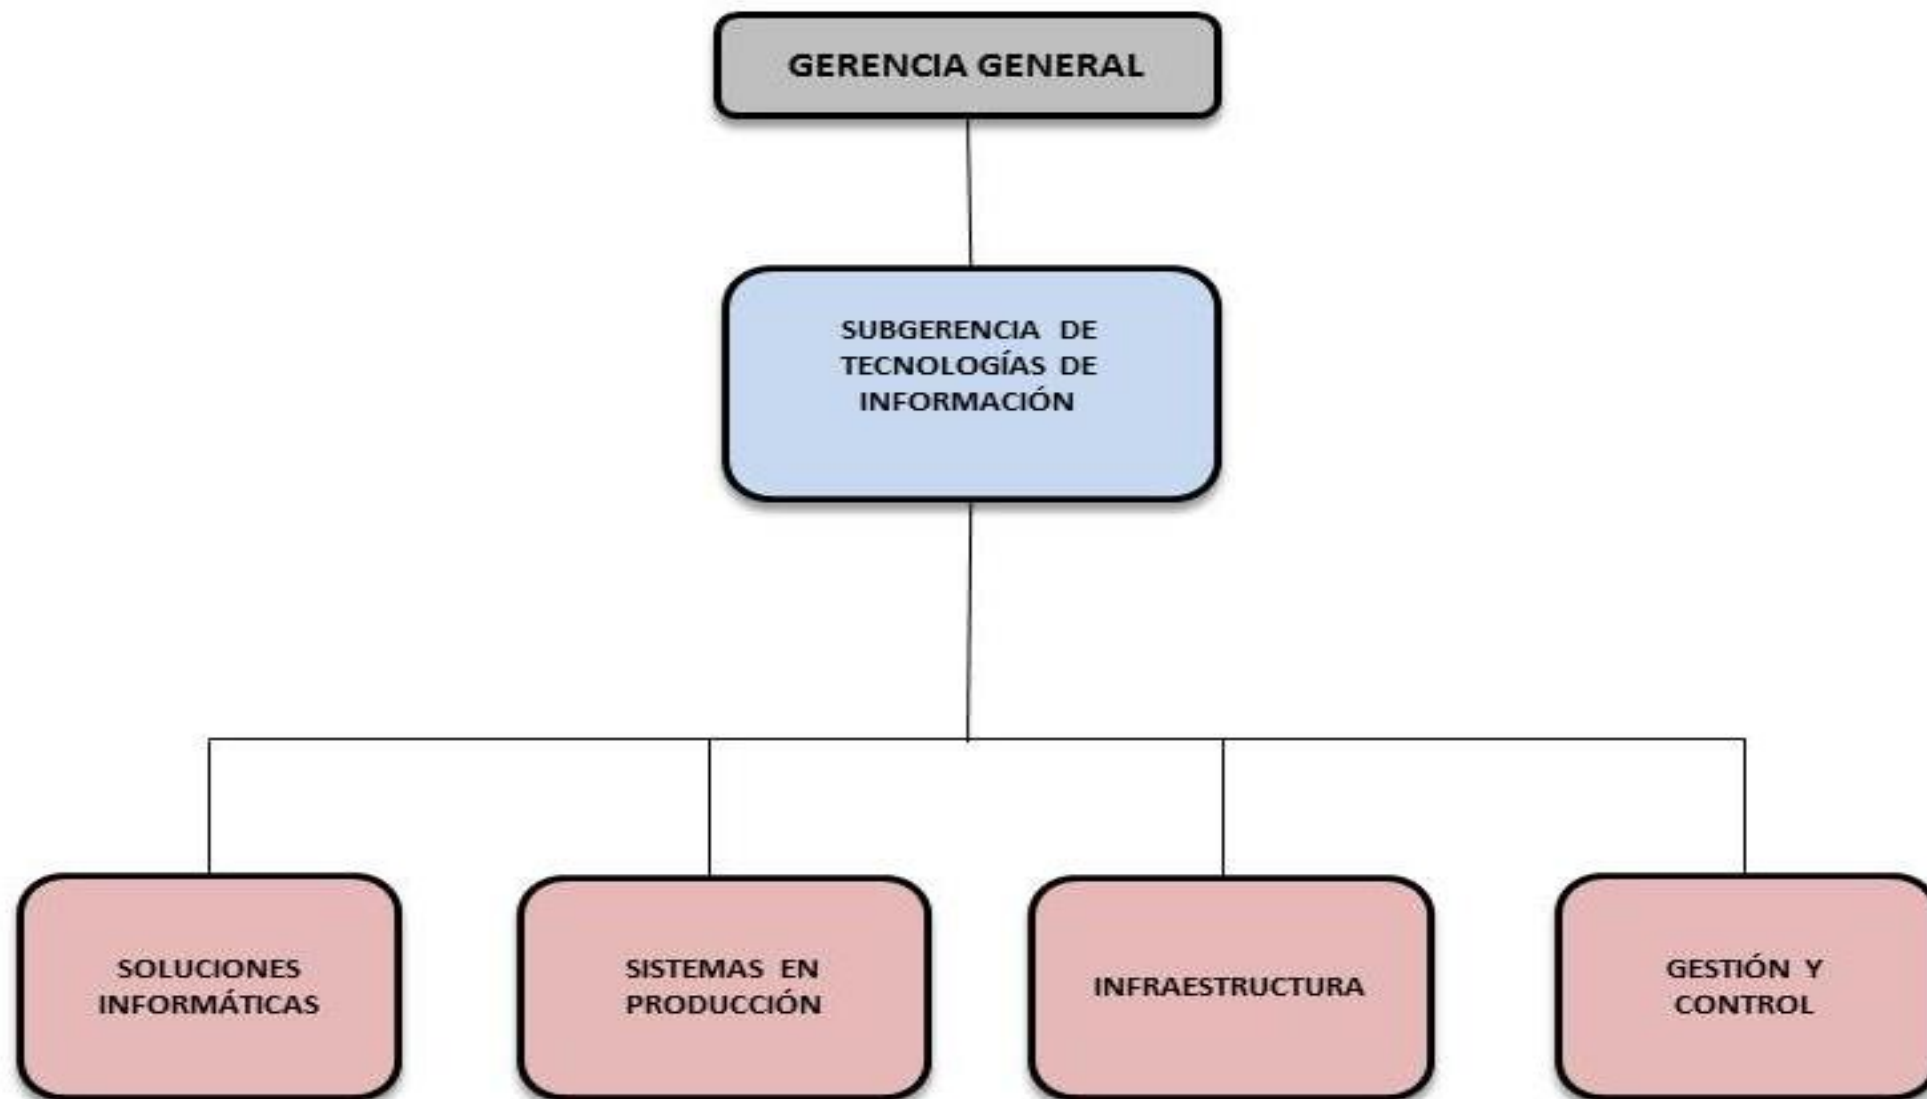 GERENCIA GENERAL
SUBGERENCIA DE
TECNOLOGÍAS DE
INFORMACIÓN
SOLUCIONES
INFORMÁTICAS
SISTEMAS EN
PRODUCCIÓN
INFRAESTRUCTURA
GESTIÓN Y
CONTROL